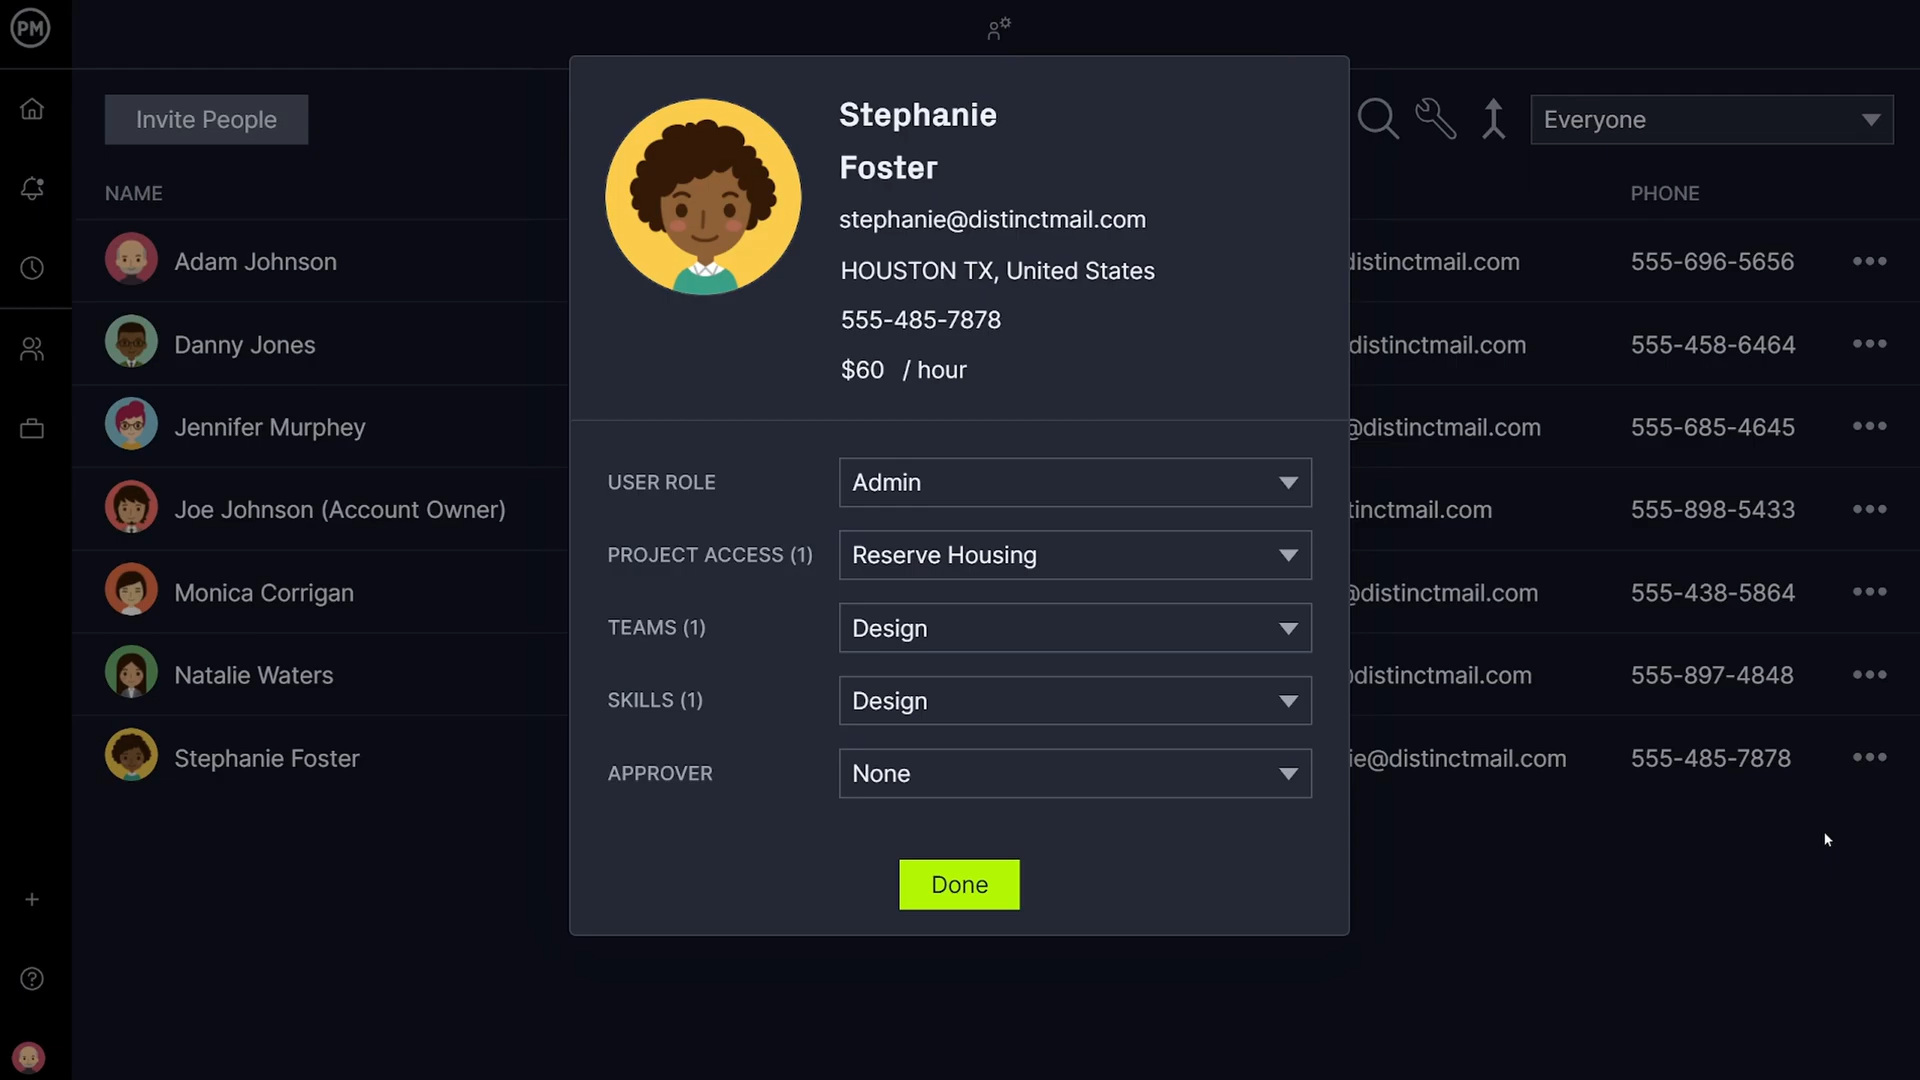 PM
Invite People
Everyone
NAME
PHONE
Adam Johnson
distinctmail.com
555-696-5656
Danny Jones
distinctmail.com
555-458-6464
Jennifer Murphey
@distinctmail.com
555-685-4645
Joe Johnson (Account Owner)
tinctmail.com
555-898-5433
Monica Corrigan
@distinctmail.com
555-438-5864
Natalie Waters
distinctmail.com
555-897-4848
Stephanie Foster
ie@distinctmail.com
555-485-7878
Stephanie
Foster
stephanie@distinctmail.com
HOUSTON TX, United States
555-485-7878
$60 / hour
USER ROLE
Admin
PROJECT ACCESS (1)
Reserve Housing
TEAMS (1)
Design
SKILLS (1)
Design
APPROVER
None
Done